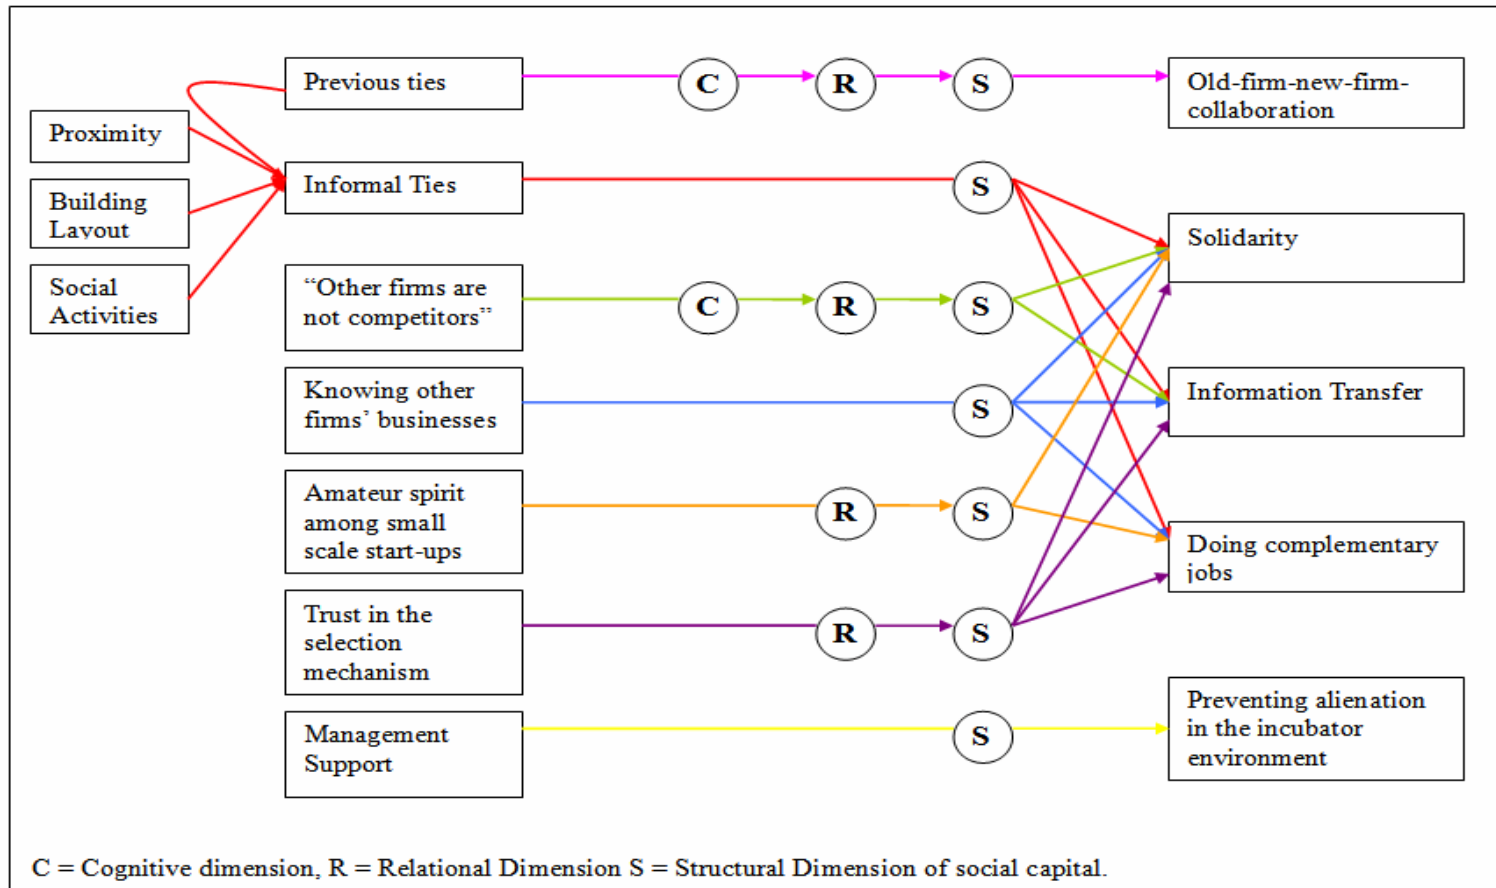 Previous ties
C
R
S
Old-firm-new-firm-
collaboration
Proximity
Informal Ties
S
Building
Layout
Solidarity
Social
Activities
“Other firms are
not competitors”
C
R
S
Knowing other
firms’ businesses
S
Information Transfer
Amateur spirit
among small
scale start-ups
R
S
Doing complementary
jobs
Trust in the
selection
mechanism
R
S
Management
Support
S
Preventing alienation
in the incubator
environment
C = Cognitive dimension, R = Relational Dimension S = Structural Dimension of social capital.